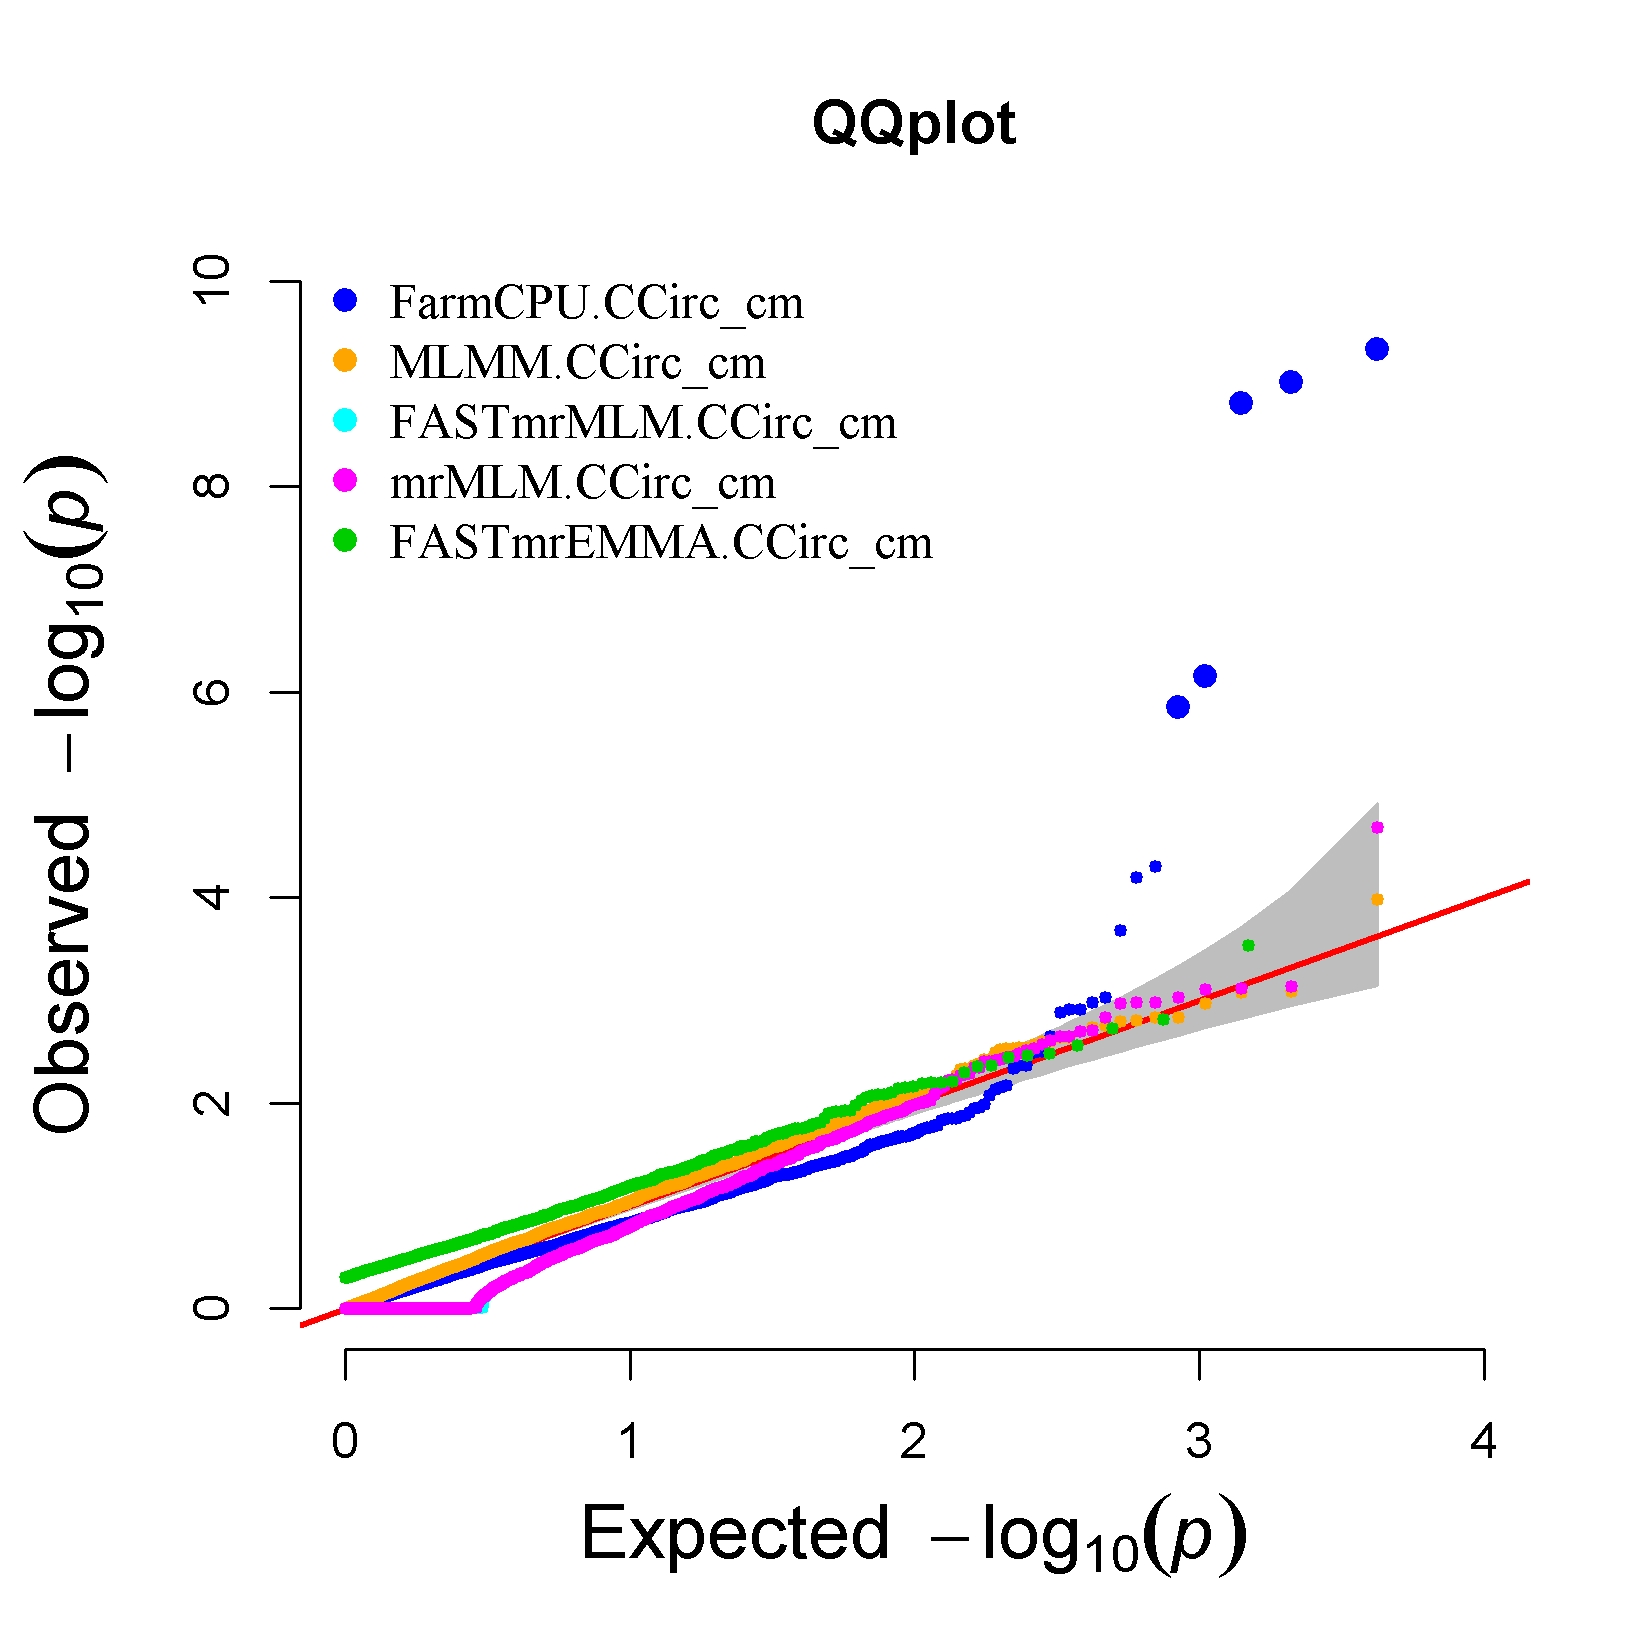 QQplot
FarmCPU.CCirc_cm
MLMM.CCirc_cm
FASTmrMLM.CCirc_cm
mrMLM.CCirc_cm
FASTmrEMMA.CCirc_cm
10
8
6
4
2
0
Observed −log₁₀(p)
0 1 2 3 4
Expected −log₁₀(p)